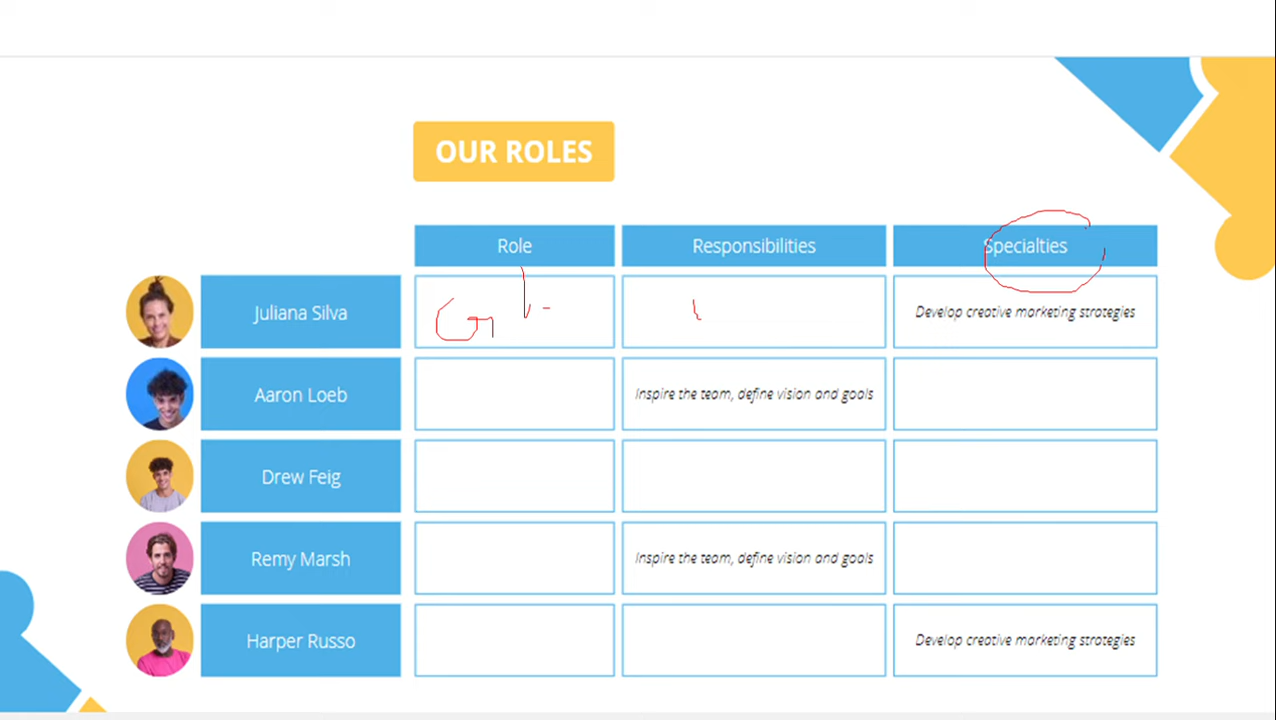 OUR ROLES
Role Responsibilities Specialties
Juliana Silva Develop creative marketing strategies
Aaron Loeb Inspire the team, define vision and goals
Drew Feig
Remy Marsh Inspire the team, define vision and goals
Harper Russo Develop creative marketing strategies